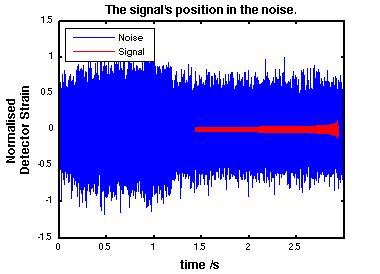 The signal's position in the noise.
1.5
1
0.5
0
-0.5
-1
-1.5
Normalised
Detector Strain
Noise
Signal
0 0.5 1 1.5 2 2.5
time /s